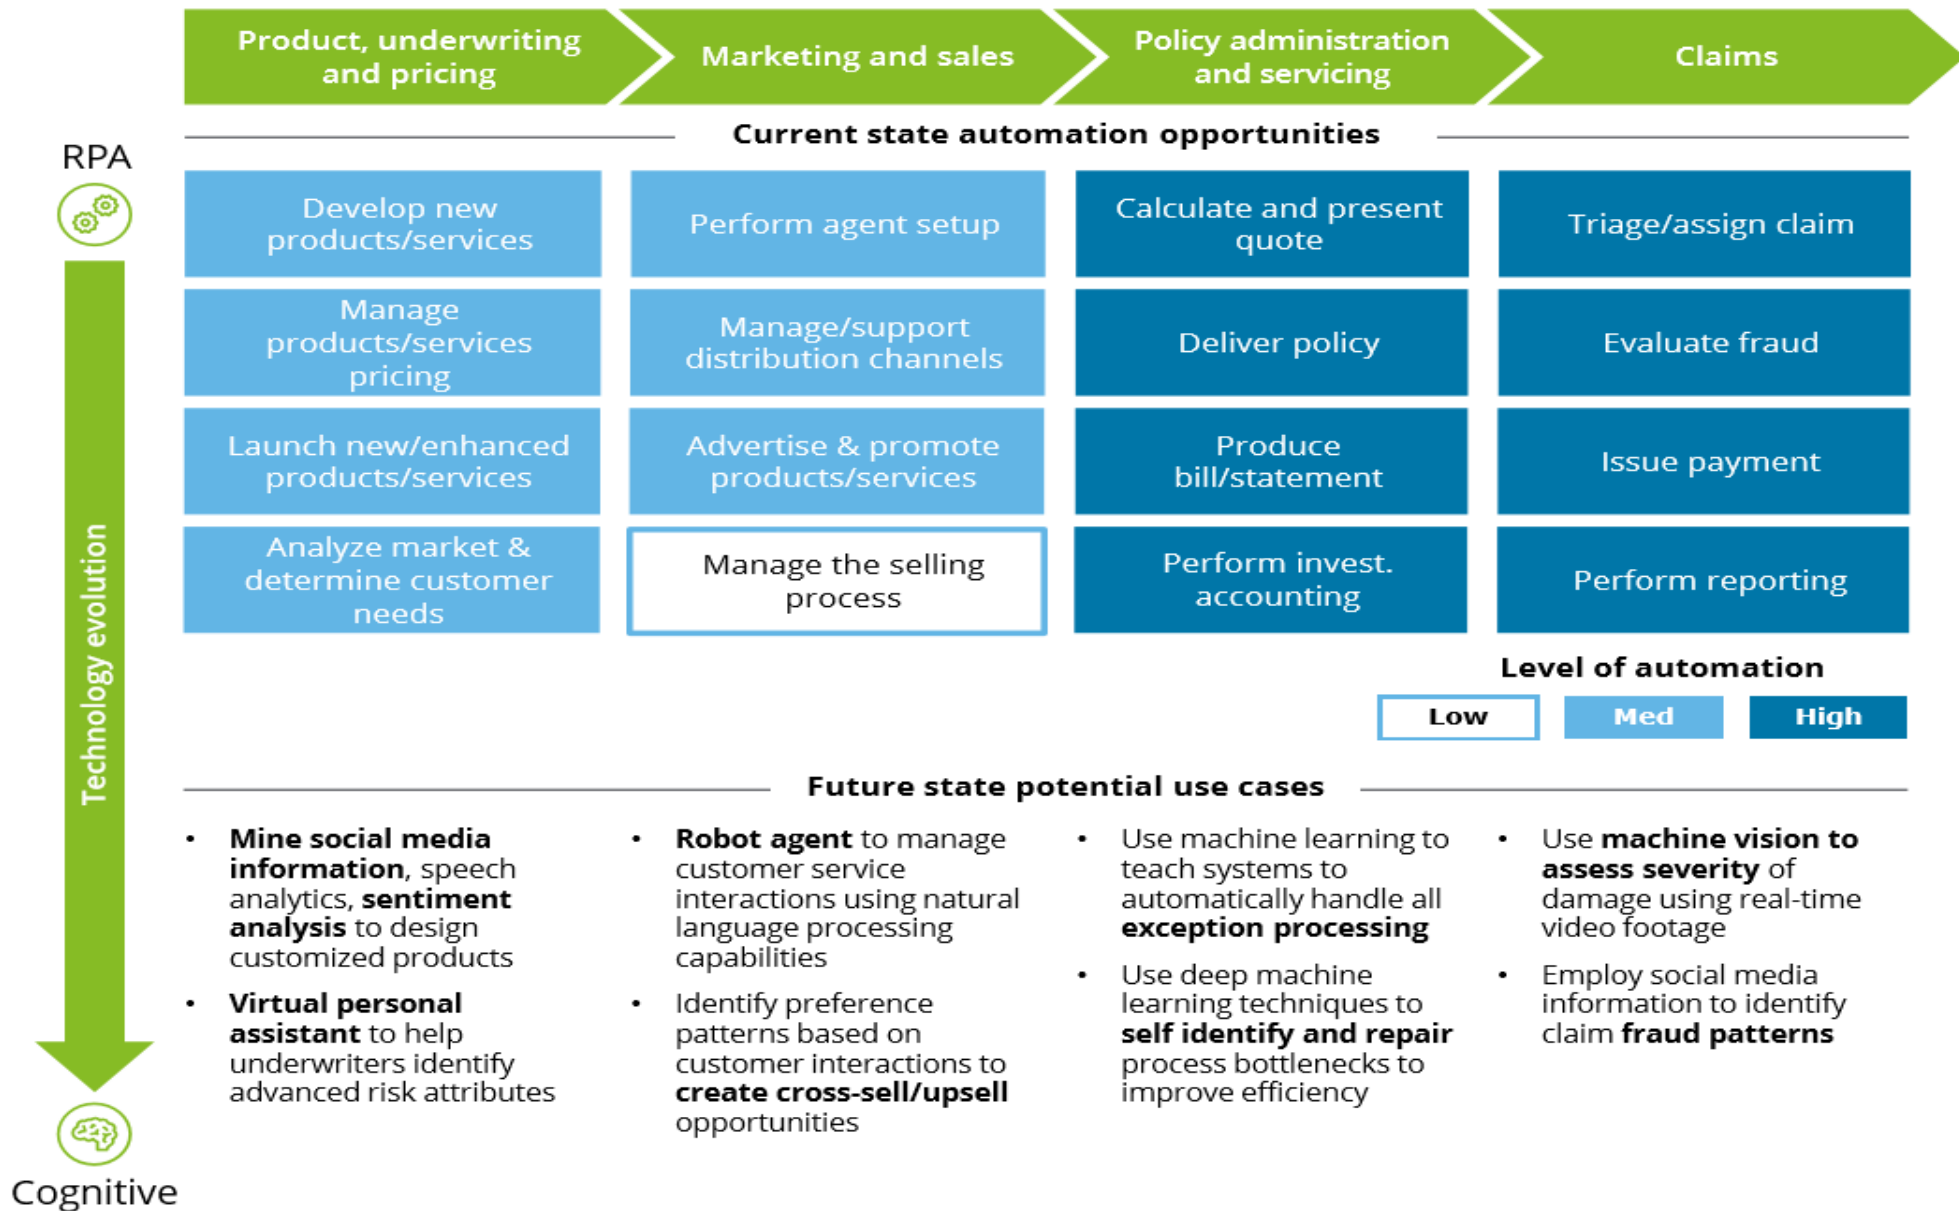 Product, underwriting
and pricing
Marketing and sales
Policy administration
and servicing
Claims
Current state automation opportunities
RPA
Develop new
products/services
Perform agent setup
Calculate and present
quote
Triage/assign claim
Manage
products/services
pricing
Manage/support
distribution channels
Deliver policy
Evaluate fraud
Launch new/enhanced
products/services
Advertise & promote
products/services
Produce
bill/statement
Issue payment
Analyze market &
determine customer
needs
Manage the selling
process
Perform invest.
accounting
Perform reporting
Technology evolution
Level of automation
Low
Med
High
Future state potential use cases
• Mine social media
information, speech
analytics, sentiment
analysis to design
customized products
• Virtual personal
assistant to help
underwriters identify
advanced risk attributes
• Robot agent to manage
customer service
interactions using natural
language processing
capabilities
• Identify preference
patterns based on
customer interactions to
create cross-sell/upsell
opportunities
• Use machine learning to
teach systems to
automatically handle all
exception processing
• Use deep machine
learning techniques to
self identify and repair
process bottlenecks to
improve efficiency
• Use machine vision to
assess severity of
damage using real-time
video footage
• Employ social media
information to identify
claim fraud patterns
Cognitive